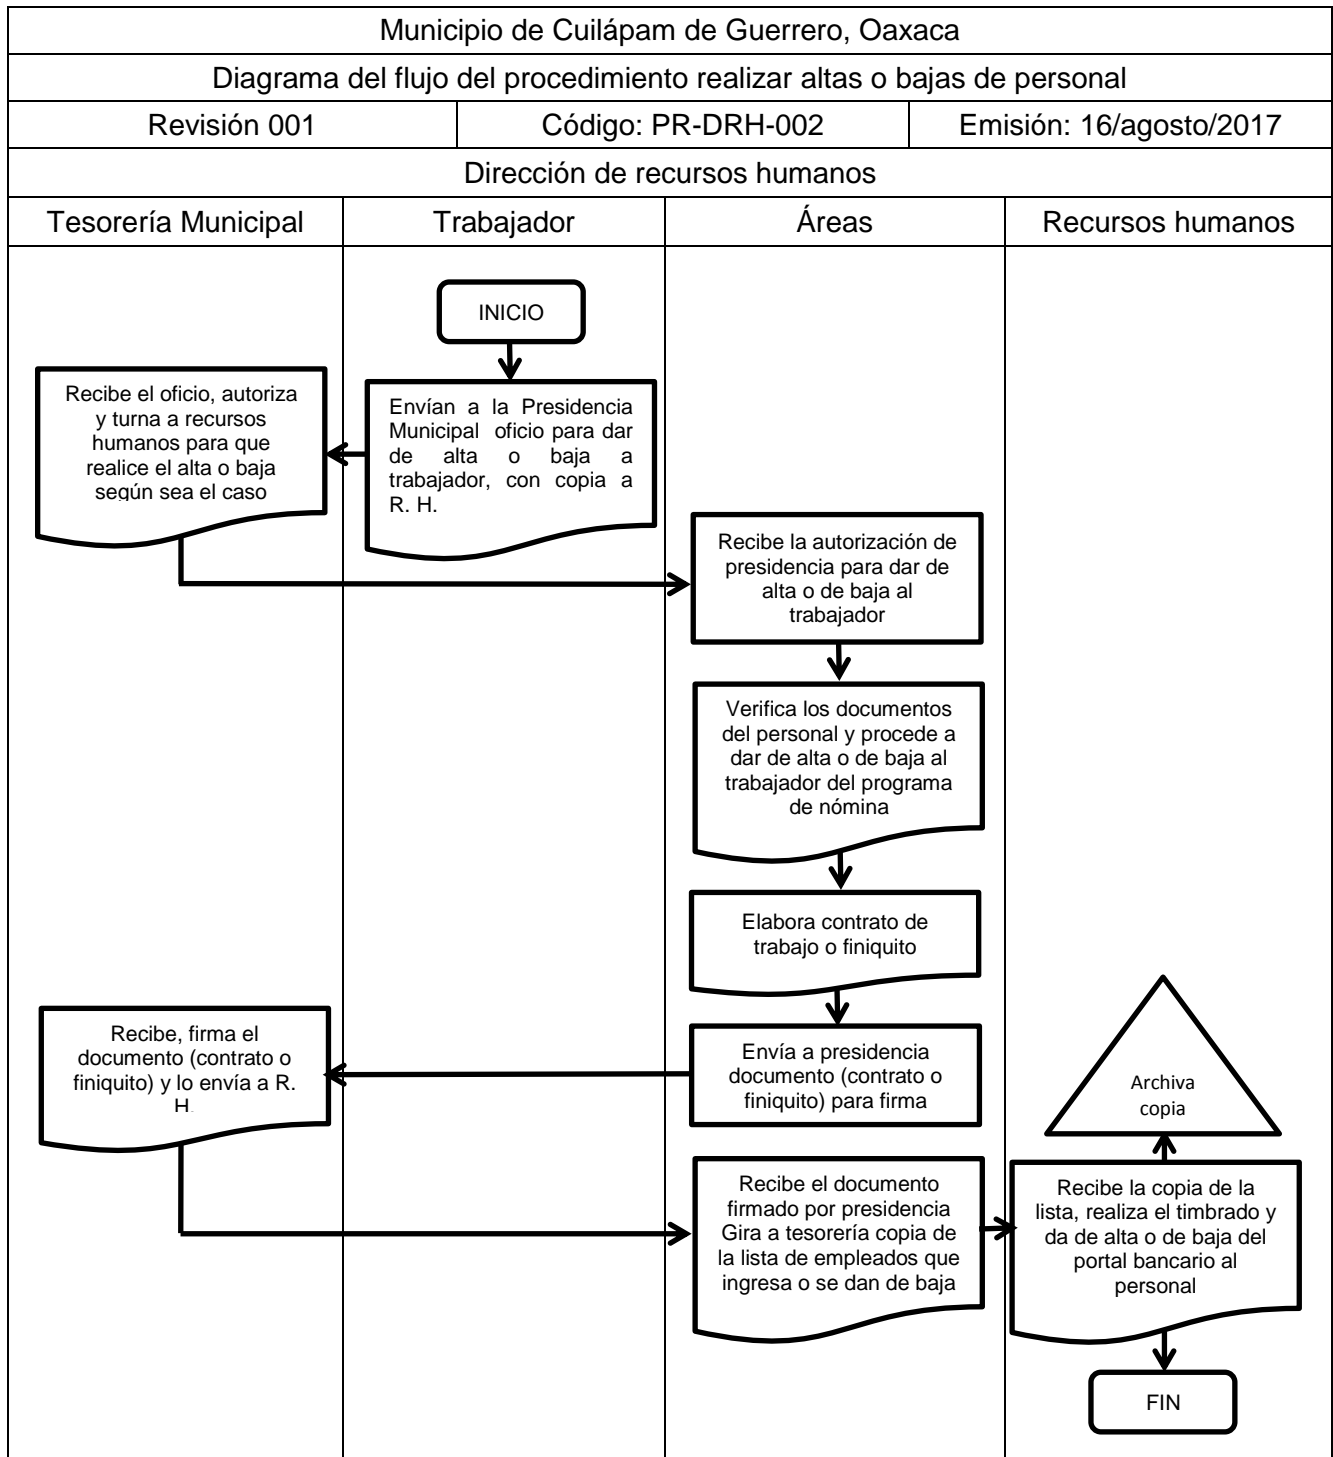 Municipio de Cuilápam de Guerrero, Oaxaca
Diagrama del flujo del procedimiento realizar altas o bajas de personal
Revisión 001
Código: PR-DRH-002
Emisión: 16/agosto/2017
Dirección de recursos humanos
Tesorería Municipal
Trabajador
Áreas
Recursos humanos
INICIO
Recibe el oficio, autoriza
y turna a recursos
humanos para que
realice el alta o baja
según sea el caso
Envían a la Presidencia
Municipal oficio para dar
de alta o baja a
trabajador, con copia a
R. H.
Recibe la autorización de
presidencia para dar de
alta o de baja al
trabajador
Verifica los documentos
del personal y procede a
dar de alta o de baja al
trabajador del programa
de nómina
Elabora contrato de
trabajo o finiquito
Envía a presidencia
documento (contrato o
finiquito) para firma
Recibe, firma el
documento (contrato o
finiquito) y lo envía a R.
H.
Recibe el documento
firmado por presidencia
Gira a tesorería copia de
la lista de empleados que
ingresa o se dan de baja
Archiva
copia
Recibe la copia de la
lista, realiza el timbrado y
da de alta o de baja del
portal bancario al
personal
FIN